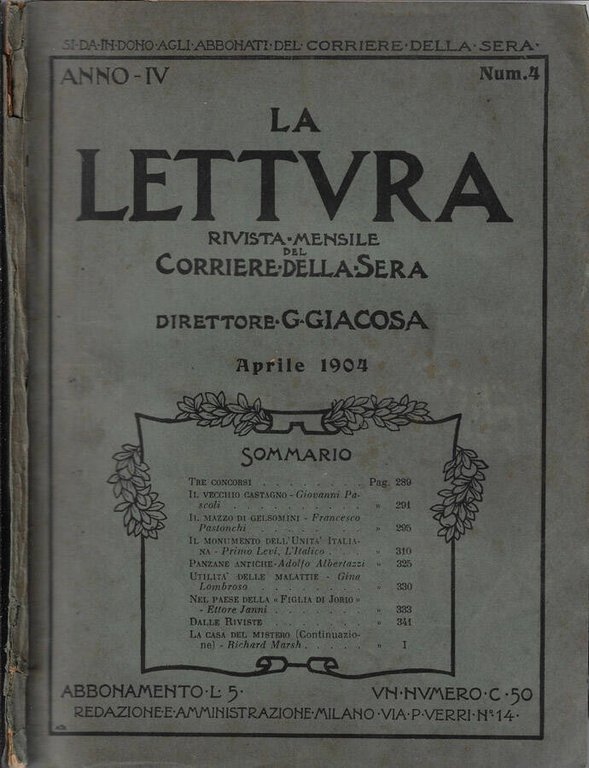 SI·DA·IN·DONO·AGLI·ABBONATI·DEL·CORRIERE·DELLA·SERA·
ANNO-IV Num. 4
LA
LETTVRA
RIVISTA·MENSILE
DEL
CORRIERE·DELLA·SERA
DIRETTORE·G·GIACOSA
Aprile 1904
SOMMARIO
TRE CONCORSI . . . . . . . . Pag. 289
IL VECCHIO CASTAGNO - Giovanni Pa-
scoli . . . . . . . . . . » 291
IL MAZZO DI GELSOMINI - Francesco
Pastonchi . . . . . . . . » 295
IL MONUMENTO DELL'UNITA' ITALIA-
NA - Primo Levi, L'Italico . . . » 310
PANZANE ANTICHE - Adolfo Albertazzi » 325
UTILITA' DELLE MALATTIE - Gina
Lombroso . . . . . . . . » 330
NEL PAESE DELLA « FIGLIA DI JORIO »
- Ettore Janni . . . . . . . » 333
DALLE RIVISTE . . . . . . . » 341
LA CASA DEL MISTERO (Continuazio-
ne) - Richard Marsh . . . . . » I
ABBONAMENTO·L·5· VN·NVMERO·C·50
REDAZIONE·E·AMMINISTRAZIONE·MILANO·VIA·P·VERRI·Nº·14·